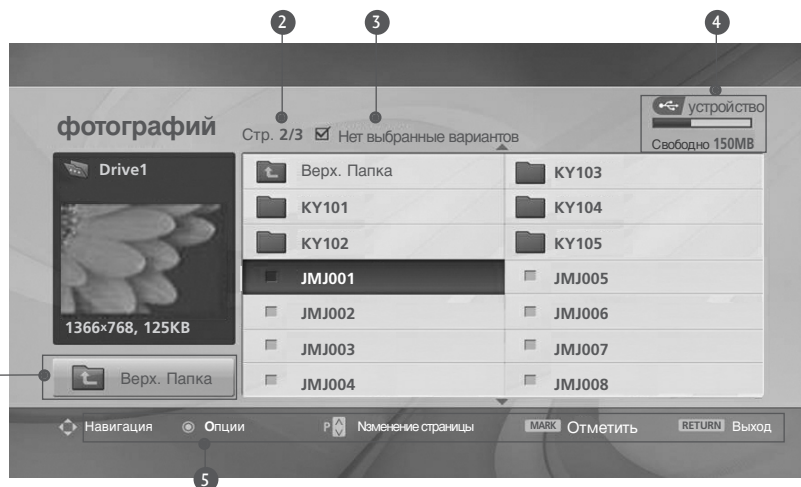 2 3 4
устройство
Свободно 150MB
фотографий Стр. 2/3 Нет выбранные вариантов
Drive1
1366x768, 125KB
Верх. Папка
Верх. Папка KY103
KY101 KY104
KY102 KY105
JMJ001 JMJ005
JMJ002 JMJ006
JMJ003 JMJ007
JMJ004 JMJ008
Навигация Опции P Nзменение страницы MARK Отметить RETURN Выход
5